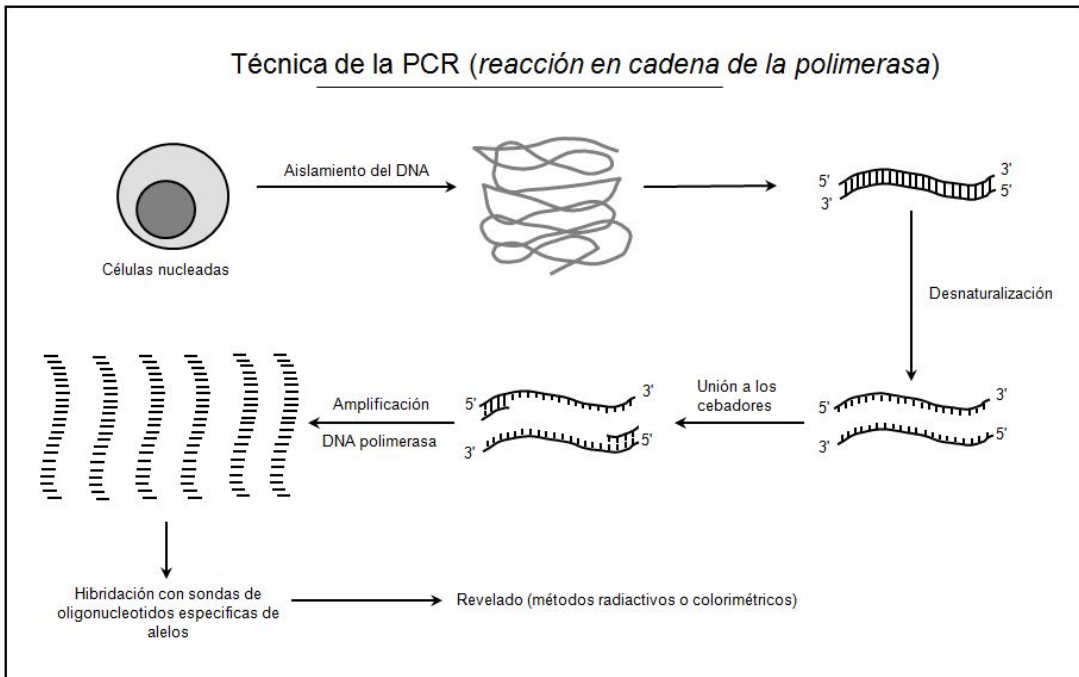 Técnica de la PCR (reacción en cadena de la polimerasa)
Aislamiento del DNA
Células nucleadas
5' 3'
3' 5'
Desnaturalización
5' 3'
3' 5'
Unión a los
cebadores
5' 3'
3' 5'
Amplificación
DNA polimerasa
Hibridación con sondas de
oligonucleotidos especificas de
alelos
Revelado (métodos radiactivos o colorimétricos)